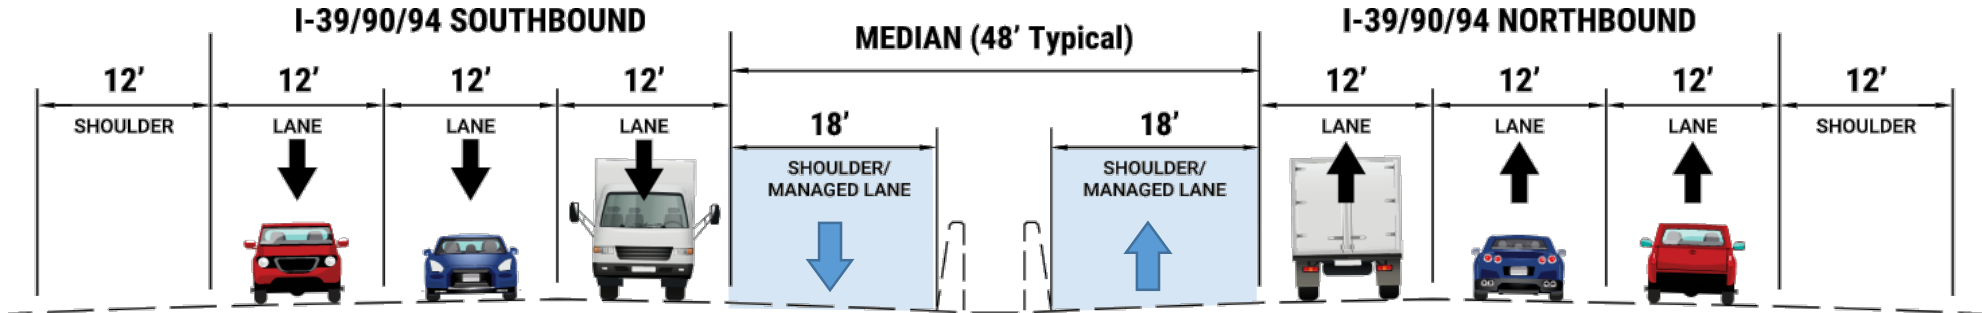 I-39/90/94 SOUTHBOUND
MEDIAN (48’ Typical)
I-39/90/94 NORTHBOUND
12’
SHOULDER
12’
LANE
12’
LANE
12’
LANE
18’
SHOULDER/
MANAGED LANE
18’
SHOULDER/
MANAGED LANE
12’
LANE
12’
LANE
12’
LANE
12’
SHOULDER